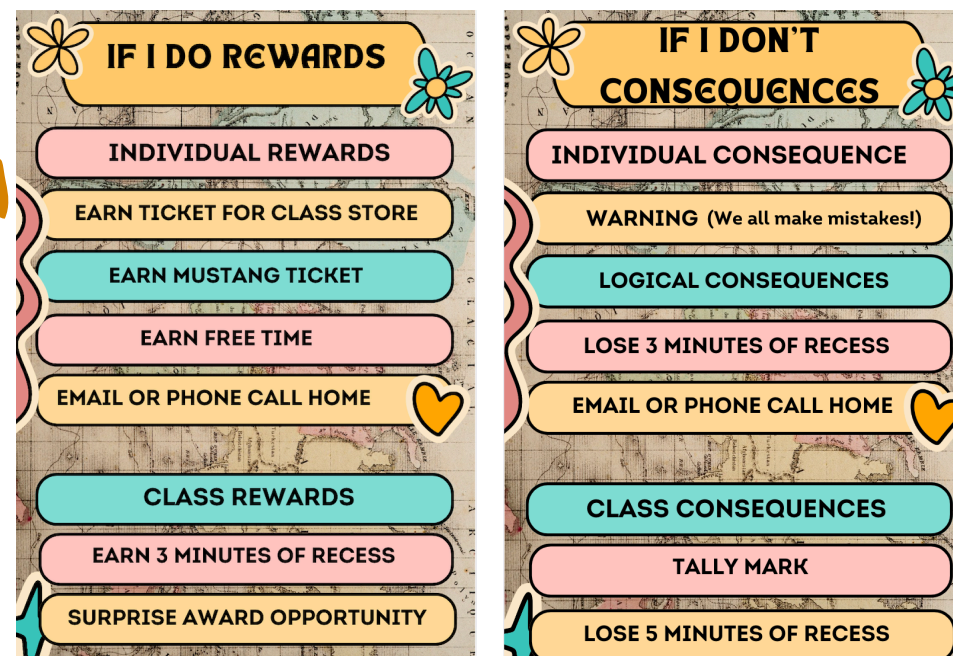 IF I DO REWARDS
INDIVIDUAL REWARDS
EARN TICKET FOR CLASS STORE
EARN MUSTANG TICKET
EARN FREE TIME
EMAIL OR PHONE CALL HOME
CLASS REWARDS
EARN 3 MINUTES OF RECESS
SURPRISE AWARD OPPORTUNITY
IF I DON'T
CONSEQUENCES
INDIVIDUAL CONSEQUENCE
WARNING (We all make mistakes!)
LOGICAL CONSEQUENCES
LOSE 3 MINUTES OF RECESS
EMAIL OR PHONE CALL HOME
CLASS CONSEQUENCES
TALLY MARK
LOSE 5 MINUTES OF RECESS